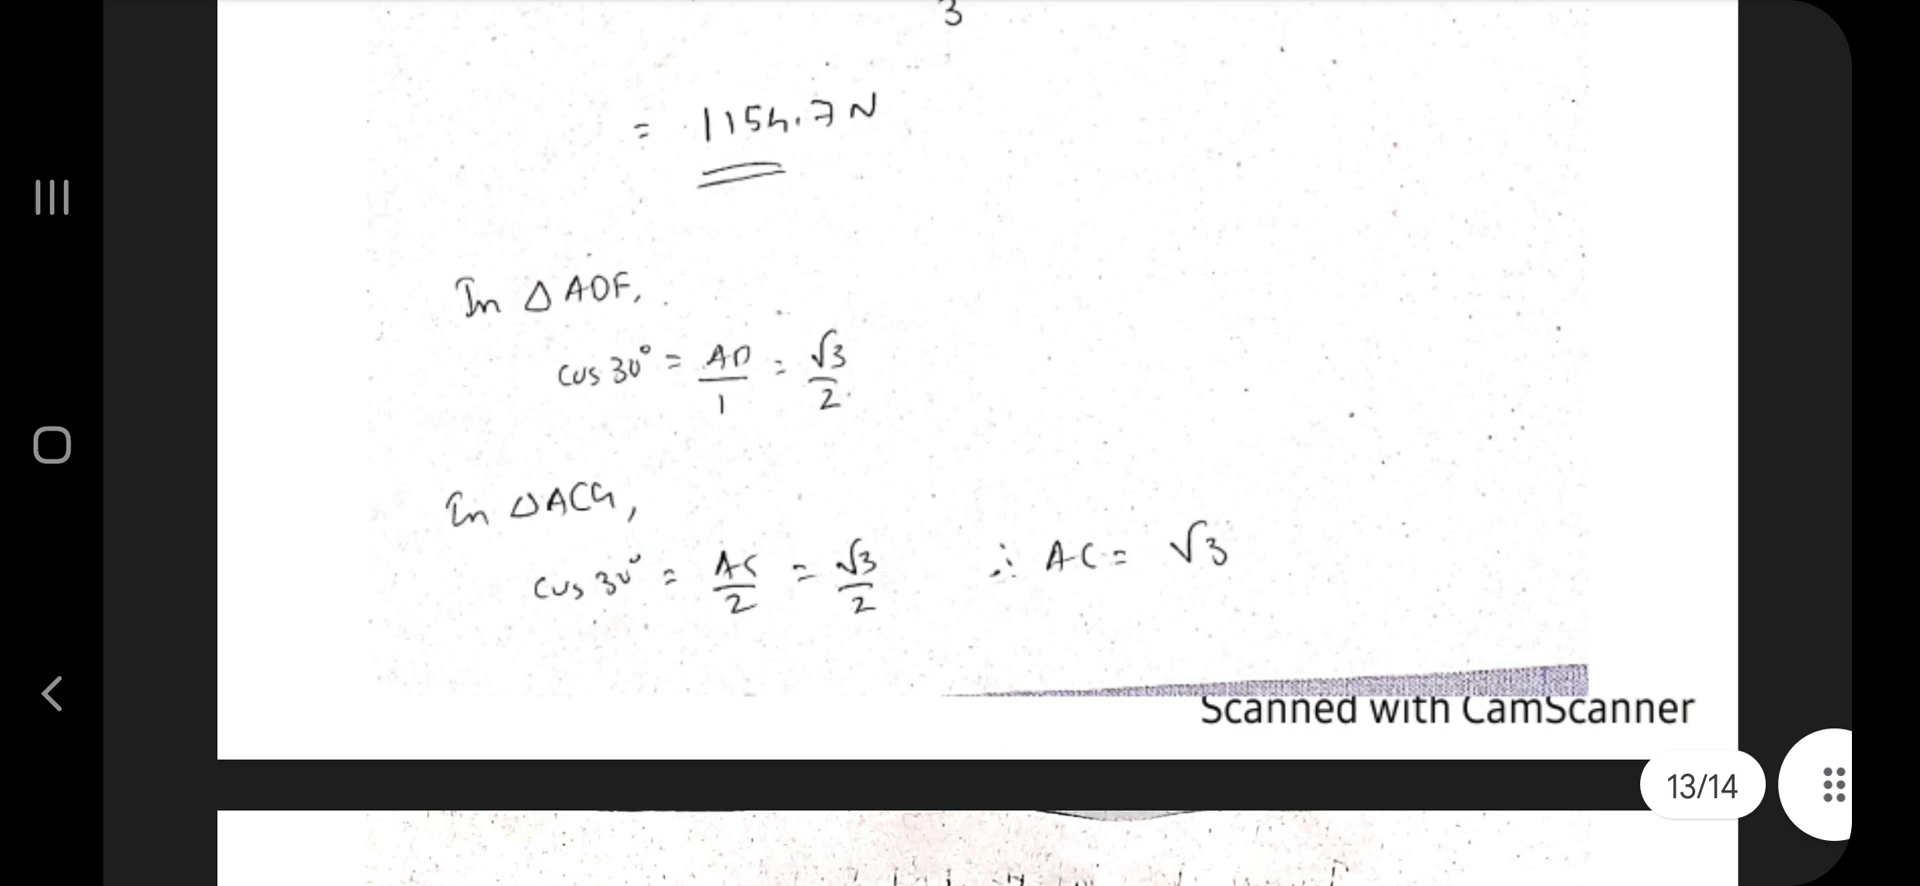 3
= 1154.7 N
In △ AOF,
cos 30° = AD/1 = √3/2
In △ ACG,
cos 30° = AC/2 = √3/2 ∴ AC = √3
Scanned with CamScanner
13/14